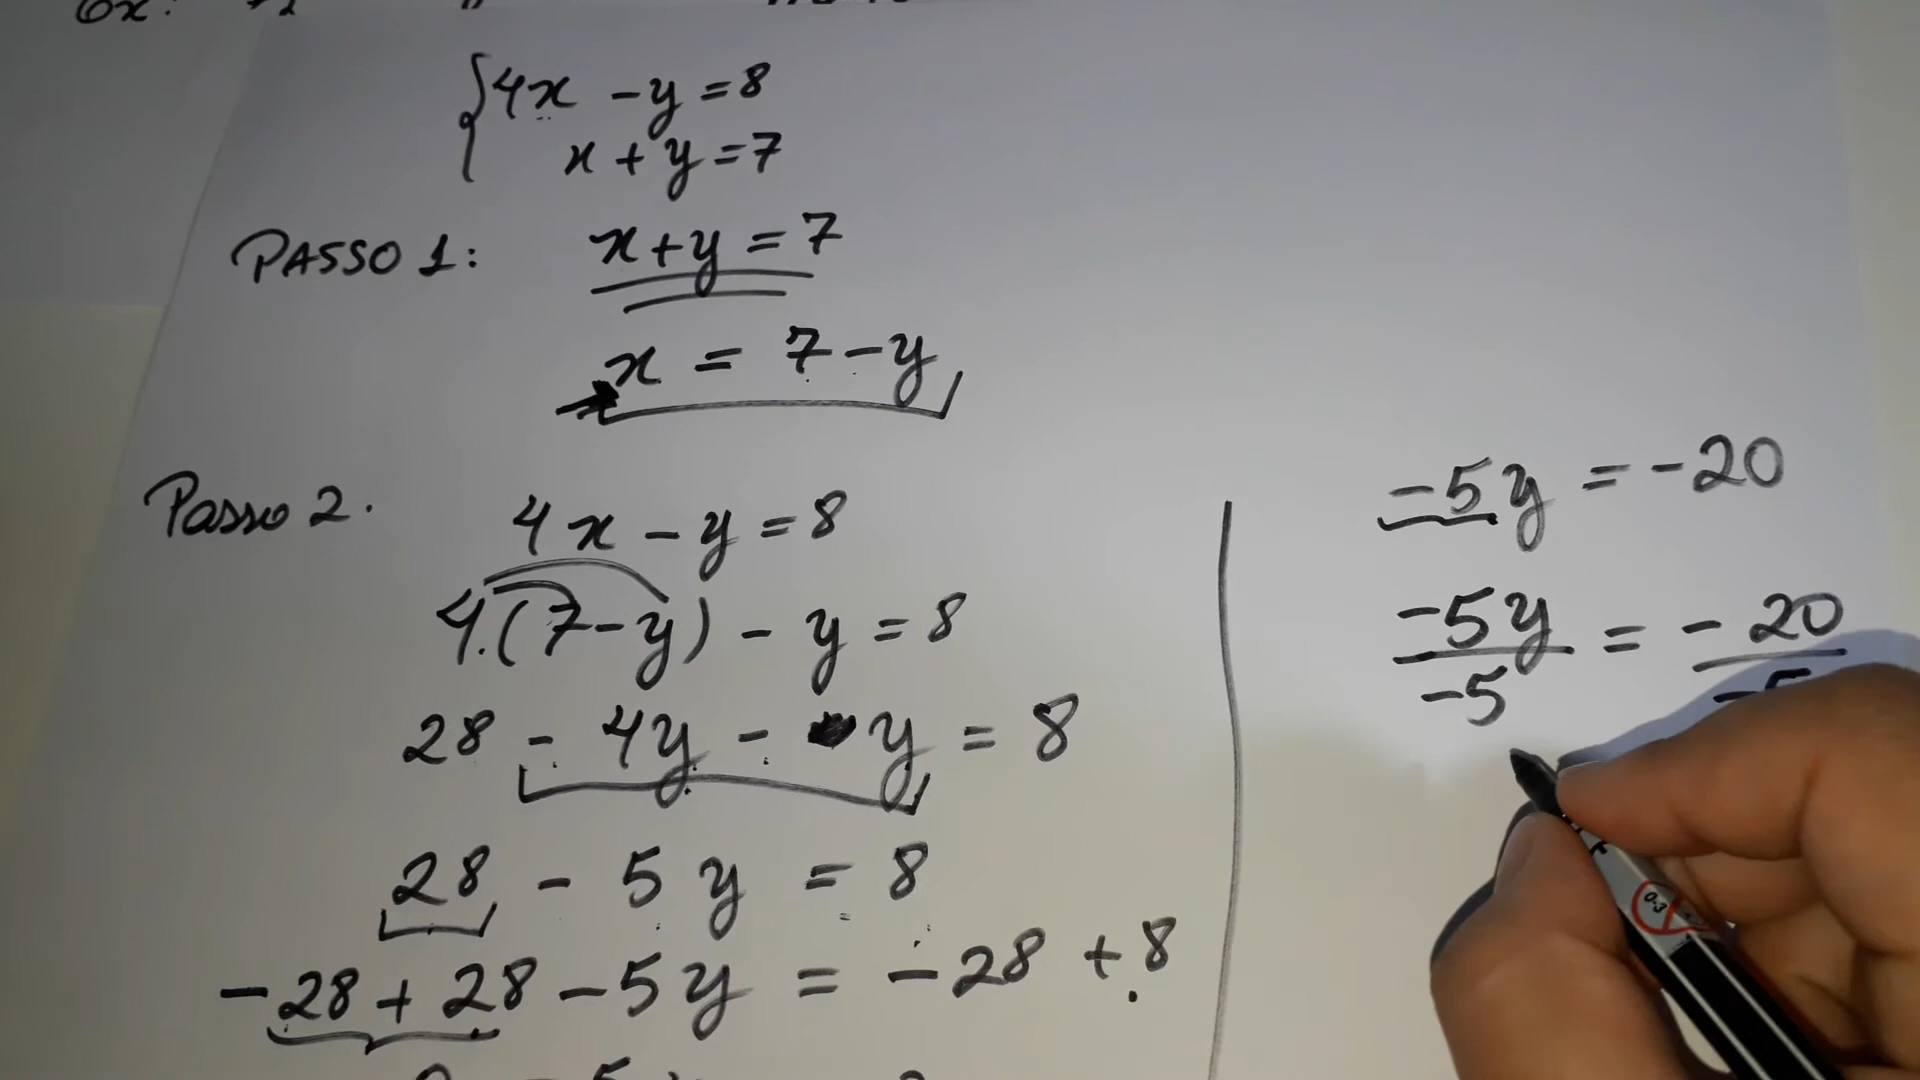 4x - y = 8
x + y = 7
PASSO 1:
x + y = 7
x = 7 - y
Passo 2.
4x - y = 8
4.(7 - y) - y = 8
28 - 4y - y = 8
28 - 5y = 8
-28 + 28 - 5y = -28 + 8
-5y = -20
-5y/-5 = -20/-5